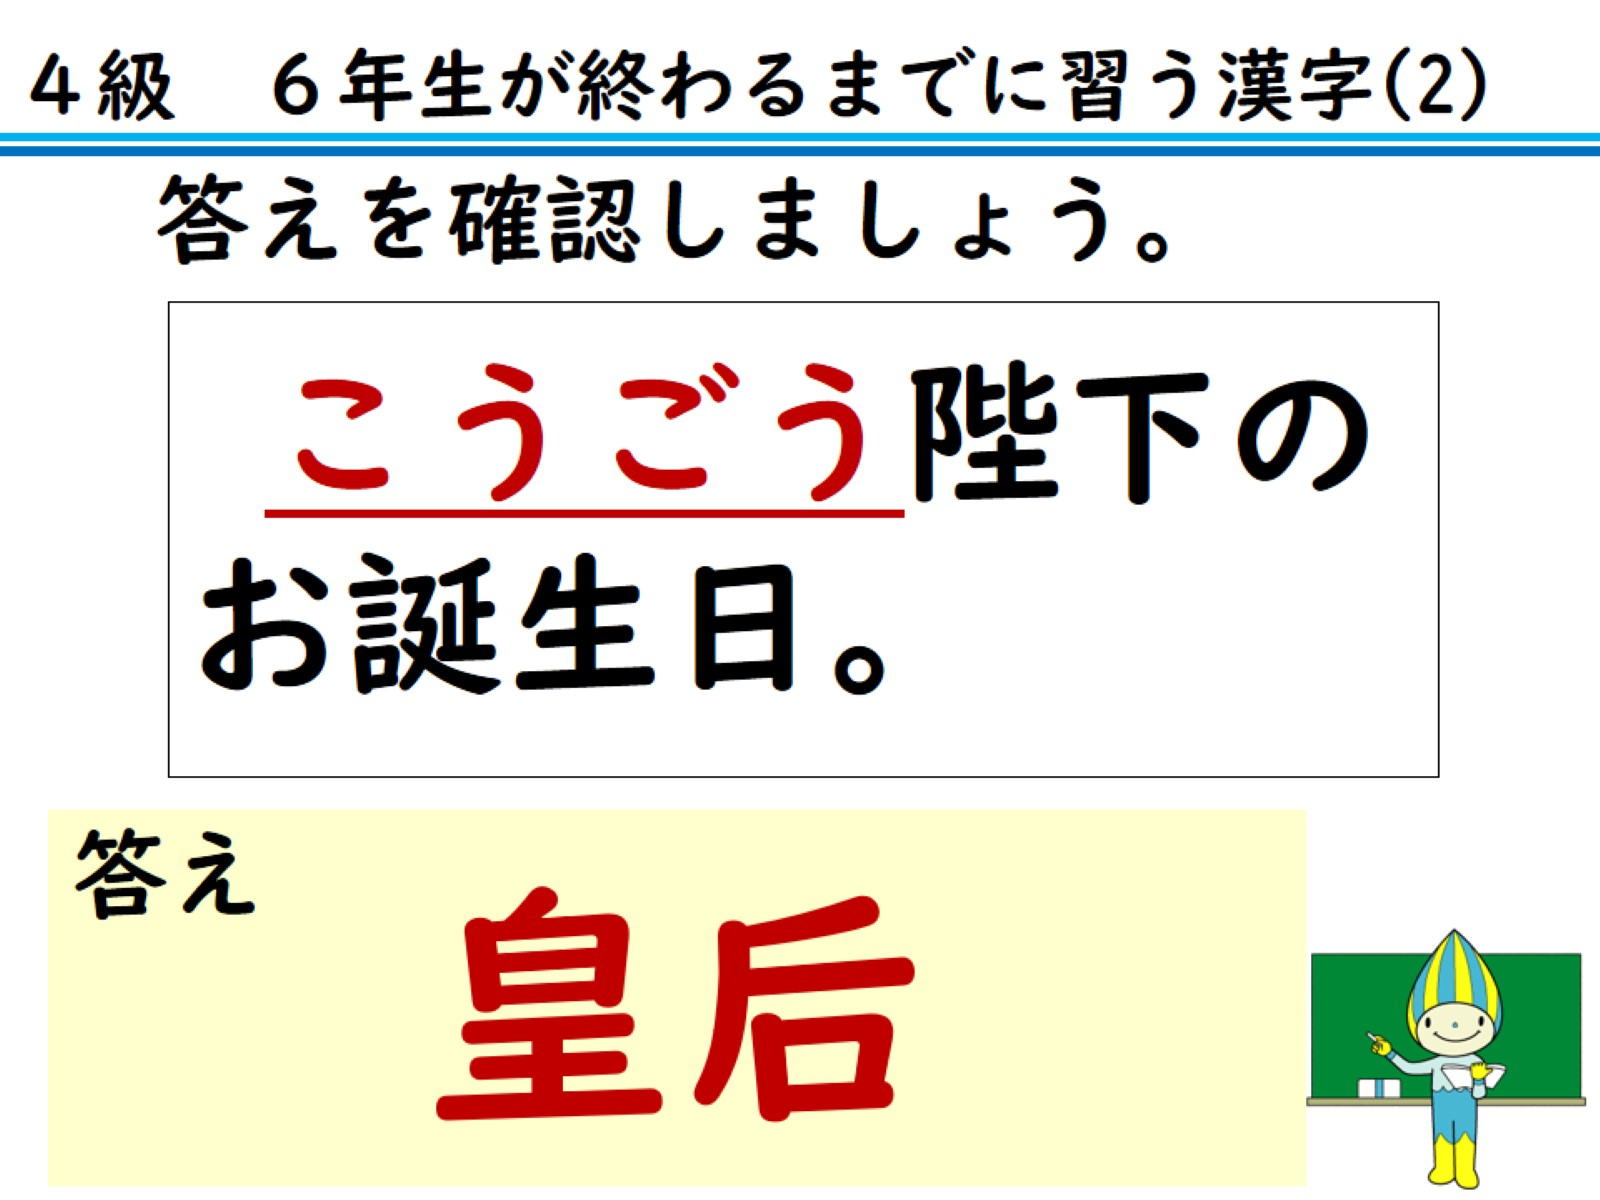 ４級　６年生が終わるまでに習う漢字(2)
答えを確認しましょう。
こうごう陛下の
お誕生日。
答え
皇后